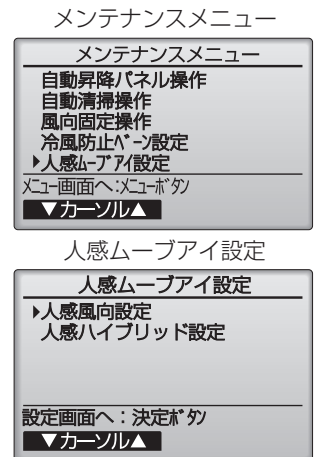 メンテナンスメニュー
メンテナンスメニュー
自動昇降パネル操作
自動清掃操作
風向固定操作
冷風防止ベーン設定
▶人感ムーブアイ設定
メニュー画面へ:メニューボタン
▼カーソル▲
人感ムーブアイ設定
人感ムーブアイ設定
▶人感風向設定
人感ハイブリッド設定
設定画面へ:決定ボタン
▼カーソル▲